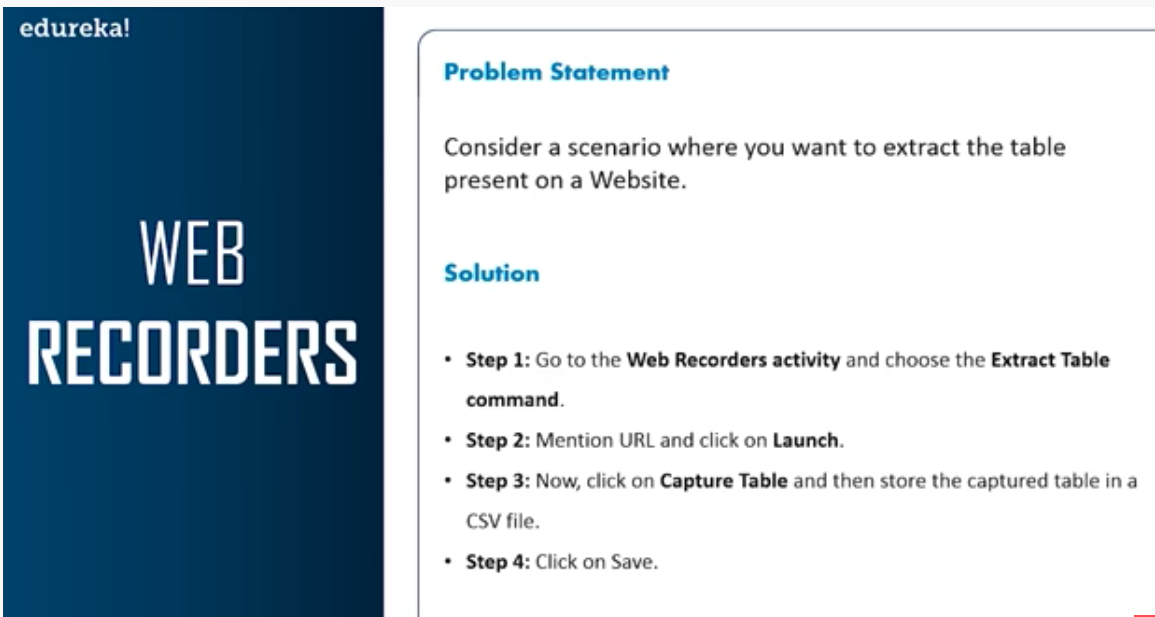 edureka!
WEB
RECORDERS
Problem Statement
Consider a scenario where you want to extract the table
present on a Website.
Solution
• Step 1: Go to the Web Recorders activity and choose the Extract Table
command.
• Step 2: Mention URL and click on Launch.
• Step 3: Now, click on Capture Table and then store the captured table in a
CSV file.
• Step 4: Click on Save.